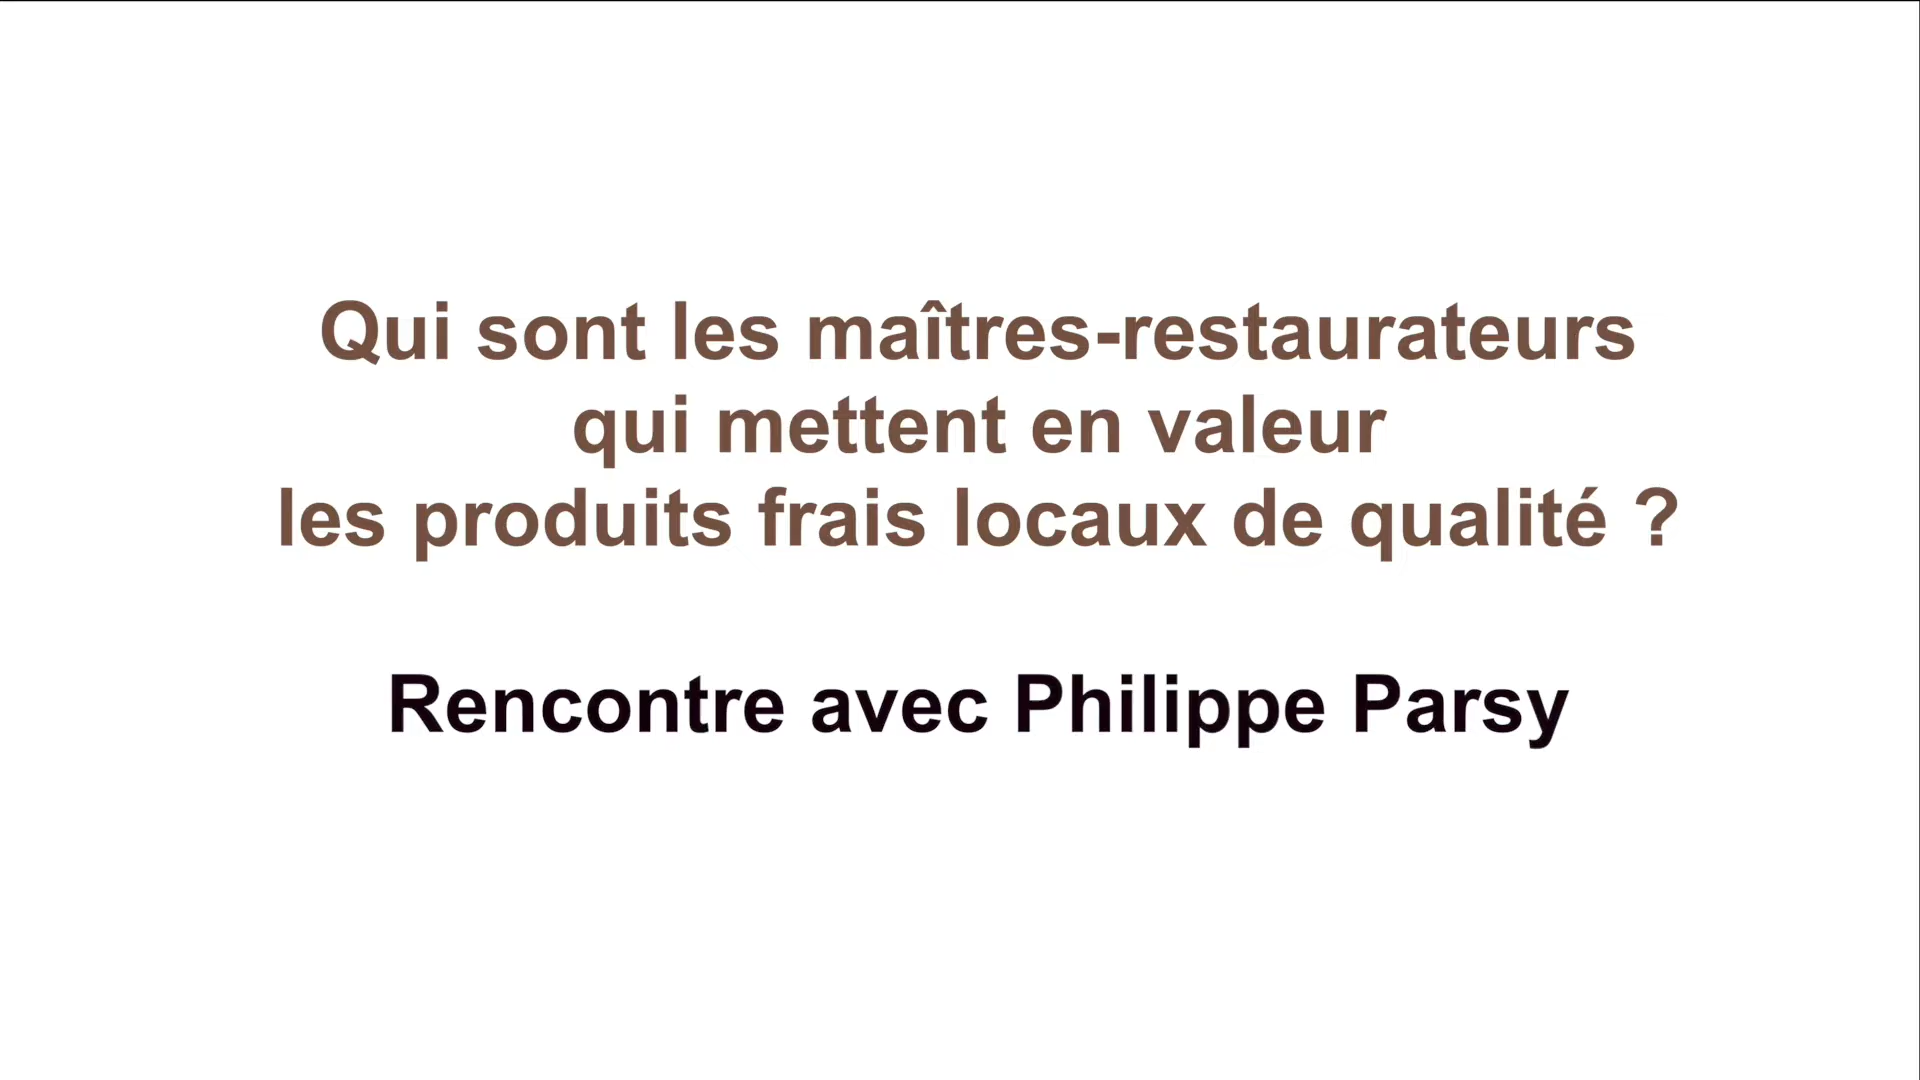 Qui sont les maîtres-restaurateurs
qui mettent en valeur
les produits frais locaux de qualité ?
Rencontre avec Philippe Parsy